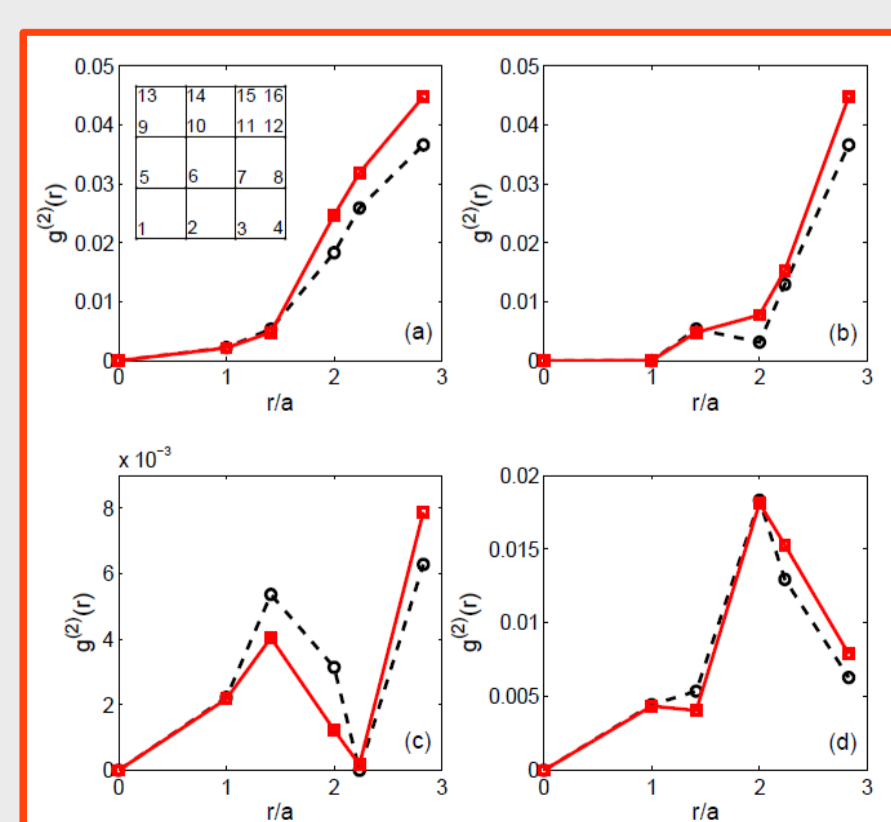 0.05
0.04
0.03
0.02
0.01
0
g^(2)(r)
13 14 15 16
9 10 11 12
5 6 7 8
1 2 3 4
(a)
0 1 2 3
r/a
0.05
0.04
0.03
0.02
0.01
0
g^(2)(r)
(b)
0 1 2 3
r/a
x 10^-3
8
6
4
2
0
g^(2)(r)
(c)
0 1 2 3
r/a
0.02
0.015
0.01
0.005
0
g^(2)(r)
(d)
0 1 2 3
r/a